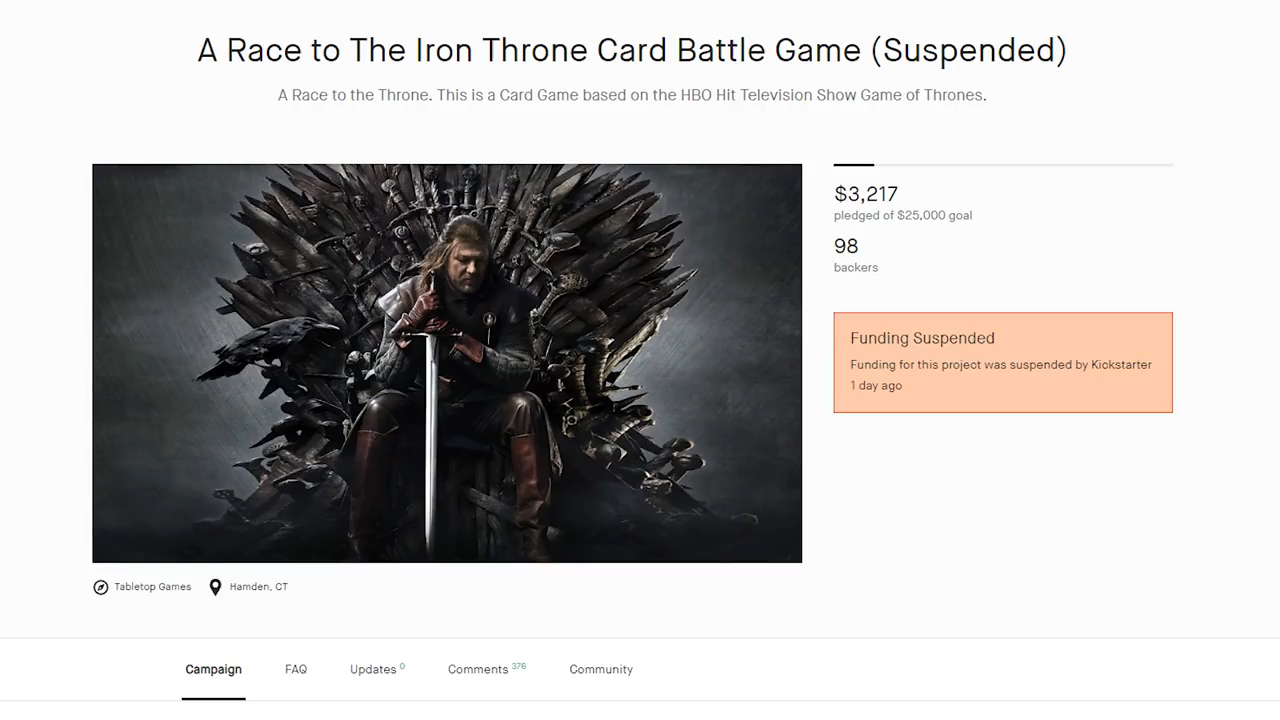 A Race to The Iron Throne Card Battle Game (Suspended)
A Race to the Throne. This is a Card Game based on the HBO Hit Television Show Game of Thrones.
$3,217
pledged of $25,000 goal
98
backers
Funding Suspended
Funding for this project was suspended by Kickstarter
1 day ago
Tabletop Games Hamden, CT
Campaign FAQ Updates 0 Comments 376 Community